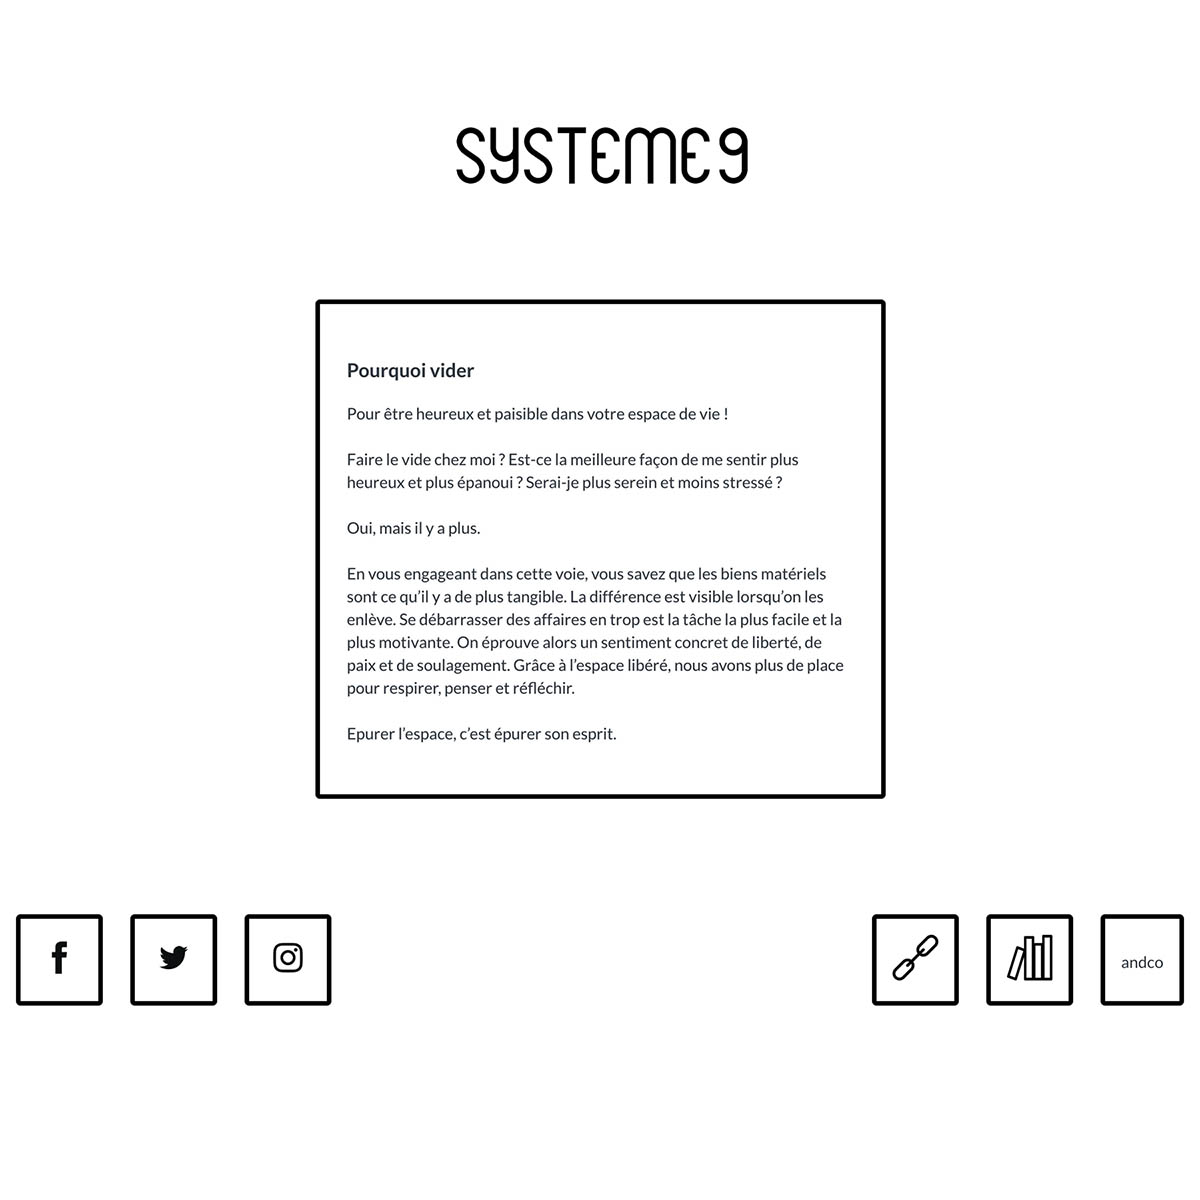 SYSTEME9
Pourquoi vider
Pour être heureux et paisible dans votre espace de vie !
Faire le vide chez moi ? Est-ce la meilleure façon de me sentir plus
heureux et plus épanoui ? Serai-je plus serein et moins stressé ?
Oui, mais il y a plus.
En vous engageant dans cette voie, vous savez que les biens matériels
sont ce qu’il y a de plus tangible. La différence est visible lorsqu’on les
enlève. Se débarrasser des affaires en trop est la tâche la plus facile et la
plus motivante. On éprouve alors un sentiment concret de liberté, de
paix et de soulagement. Grâce à l’espace libéré, nous avons plus de place
pour respirer, penser et réfléchir.
Epurer l’espace, c’est épurer son esprit.
andco